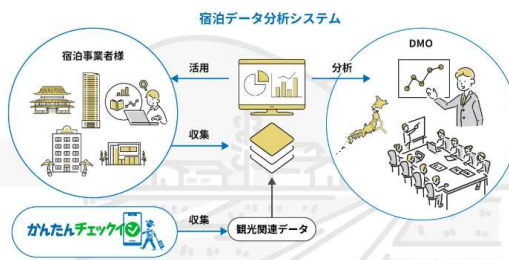 宿泊データ分析システム
宿泊事業者様
活用
分析
DMO
収集
かんたんチェックイン
収集
観光関連データ